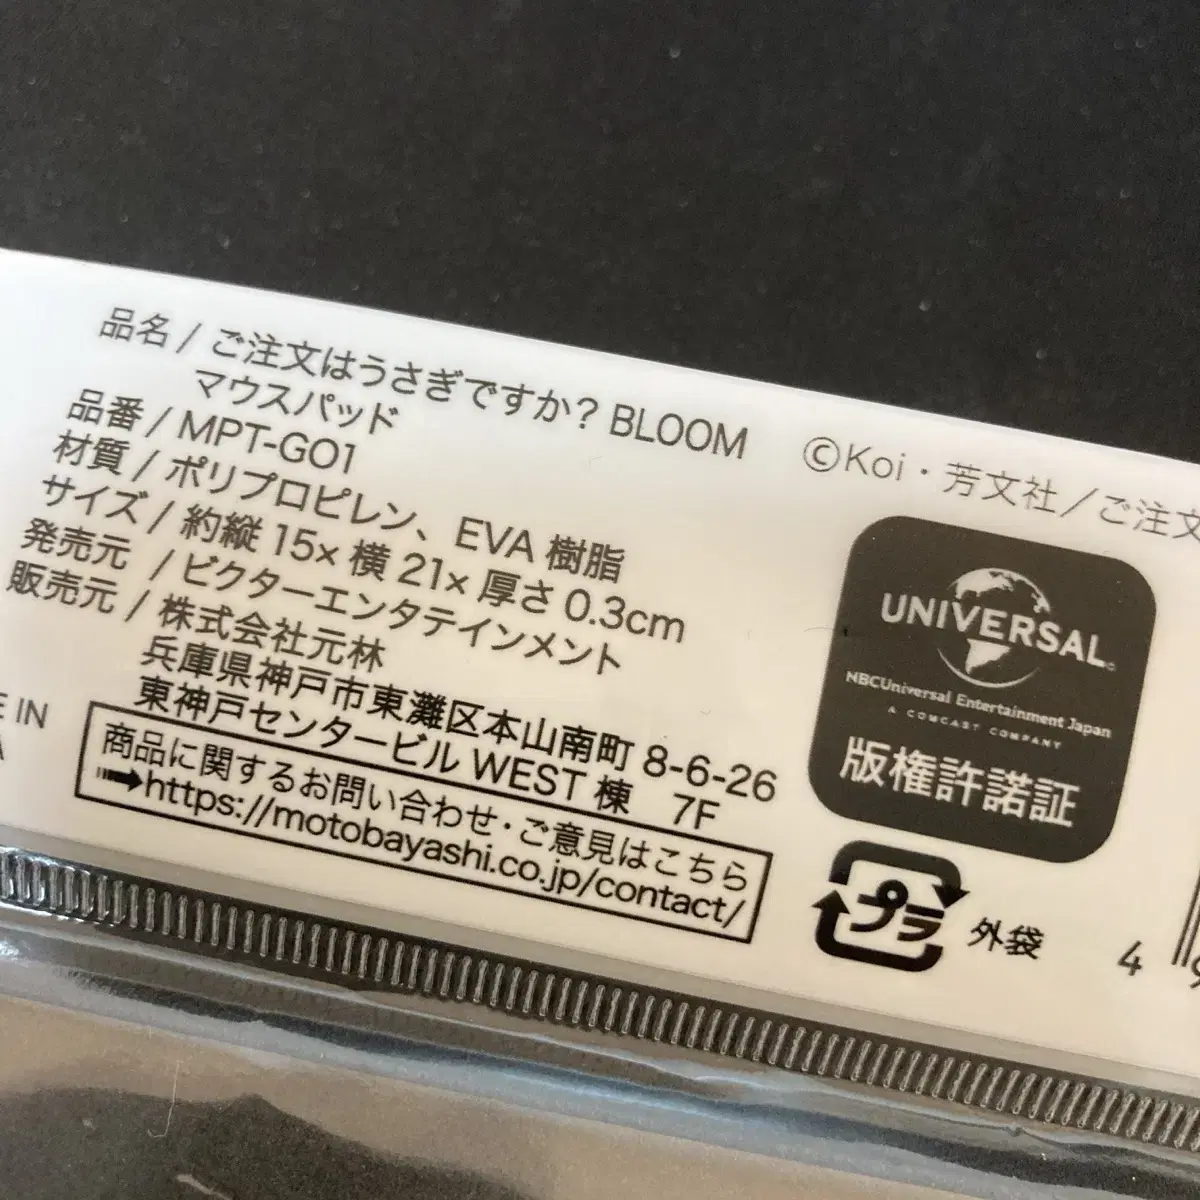 品名/ご注文はうさぎですか? BLOOM
マウスパッド
品番/MPT-G01
材質/ポリプロピレン、EVA 樹脂
サイズ/約縦 15×横 21×厚さ 0.3cm
発売元 /ビクターエンタテインメント
販売元/株式会社元林
兵庫県神戸市東灘区本山南町 8-6-26
東神戸センタービル WEST 棟 7F
商品に関するお問い合わせ・ご意見はこちら
https://motobayashi.co.jp/contact/
IN
©Koi・芳文社/ご注文
UNIVERSAL
NBCUniversal Entertainment Japan
A COMCAST COMPANY
版権許諾証
プラ 外袋
4